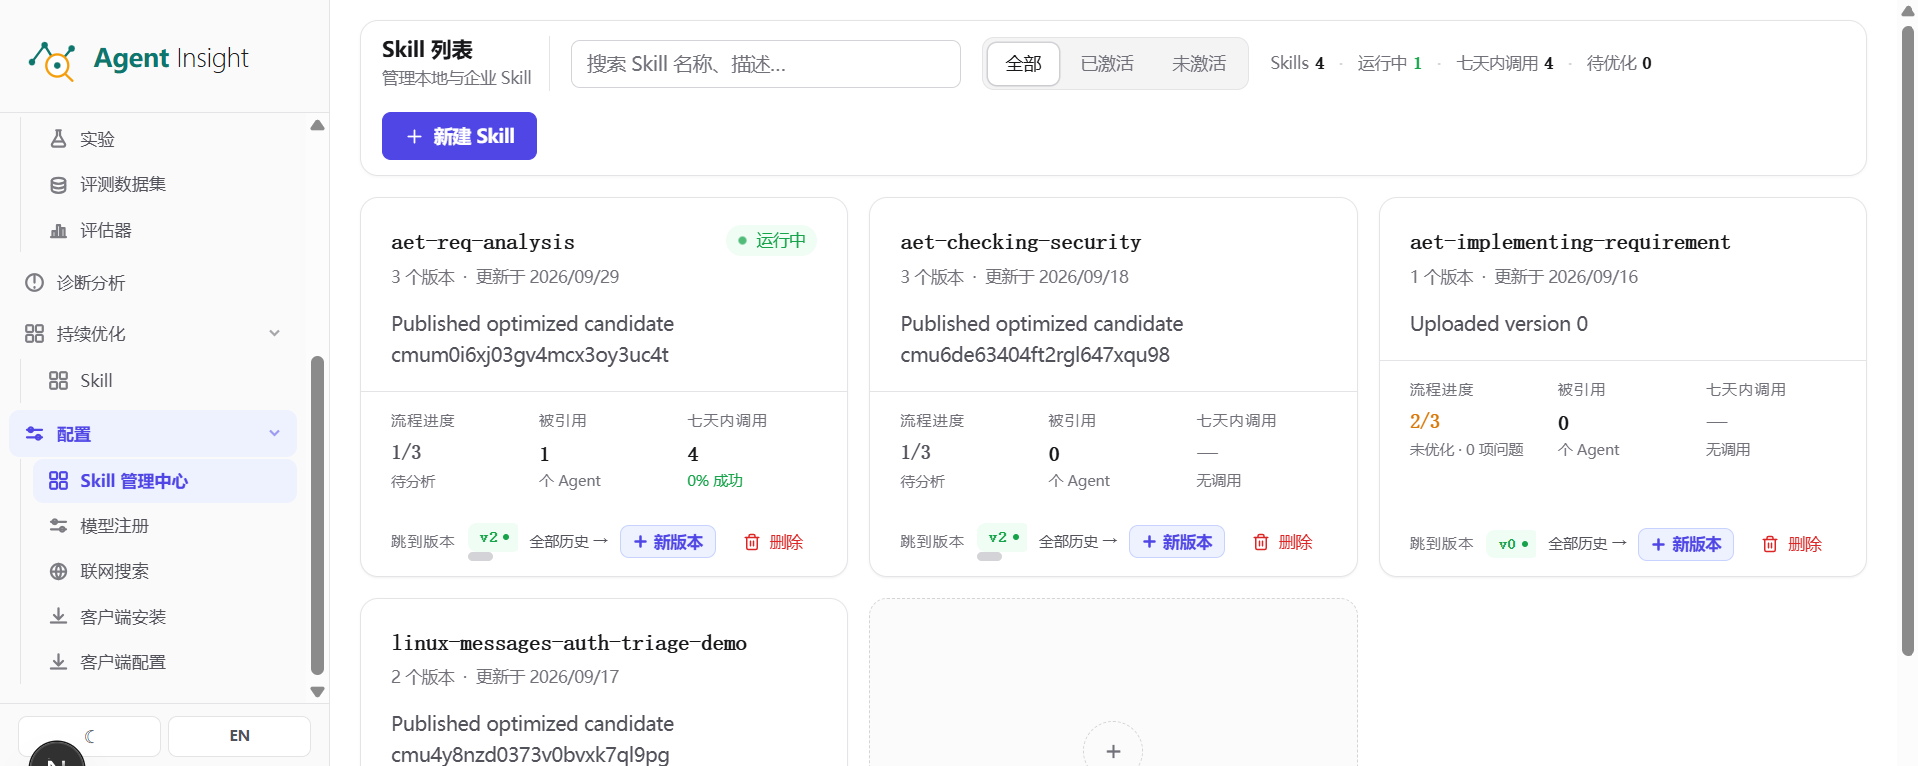 Agent Insight
实验
评测数据集
评估器
诊断分析
持续优化
Skill
配置
Skill 管理中心
模型注册
联网搜索
客户端安装
客户端配置
EN
Skill 列表
管理本地与企业 Skill
搜索 Skill 名称、描述...
全部 已激活 未激活
Skills 4 · 运行中 1 · 七天内调用 4 · 待优化 0
+ 新建 Skill
aet-req-analysis
运行中
3 个版本 · 更新于 2026/09/29
Published optimized candidate
cmum0i6xj03gv4mcx3oy3uc4t
流程进度 被引用 七天内调用
1/3 1 4
待分析 个 Agent 0% 成功
跳到版本 v2 全部历史→ + 新版本 删除
aet-checking-security
3 个版本 · 更新于 2026/09/18
Published optimized candidate
cmu6de63404ft2rgl647xqu98
流程进度 被引用 七天内调用
1/3 0 —
待分析 个 Agent 无调用
跳到版本 v2 全部历史→ + 新版本 删除
aet-implementing-requirement
1 个版本 · 更新于 2026/09/16
Uploaded version 0
流程进度 被引用 七天内调用
2/3 0 —
未优化 · 0 项问题 个 Agent 无调用
跳到版本 v0 全部历史→ + 新版本 删除
linux-messages-auth-triage-demo
2 个版本 · 更新于 2026/09/17
Published optimized candidate
cmu4y8nzd0373v0bvxk7ql9pg
+